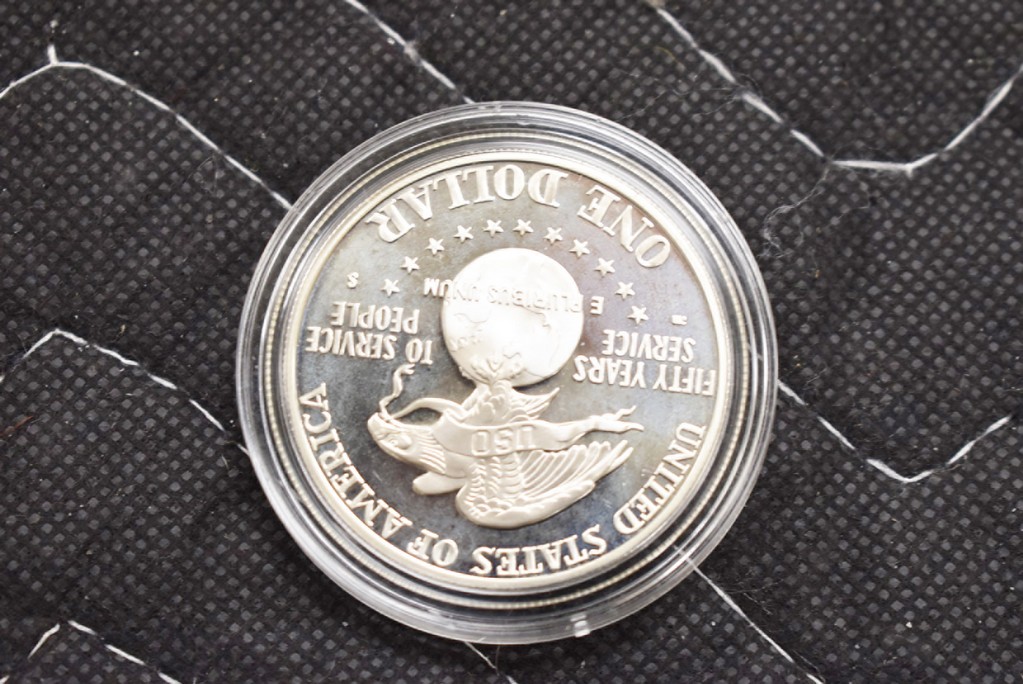 UNITED STATES OF AMERICA
USO
FIFTY YEARS
SERVICE
TO SERVICE
PEOPLE
E PLURIBUS UNUM
S
ONE DOLLAR